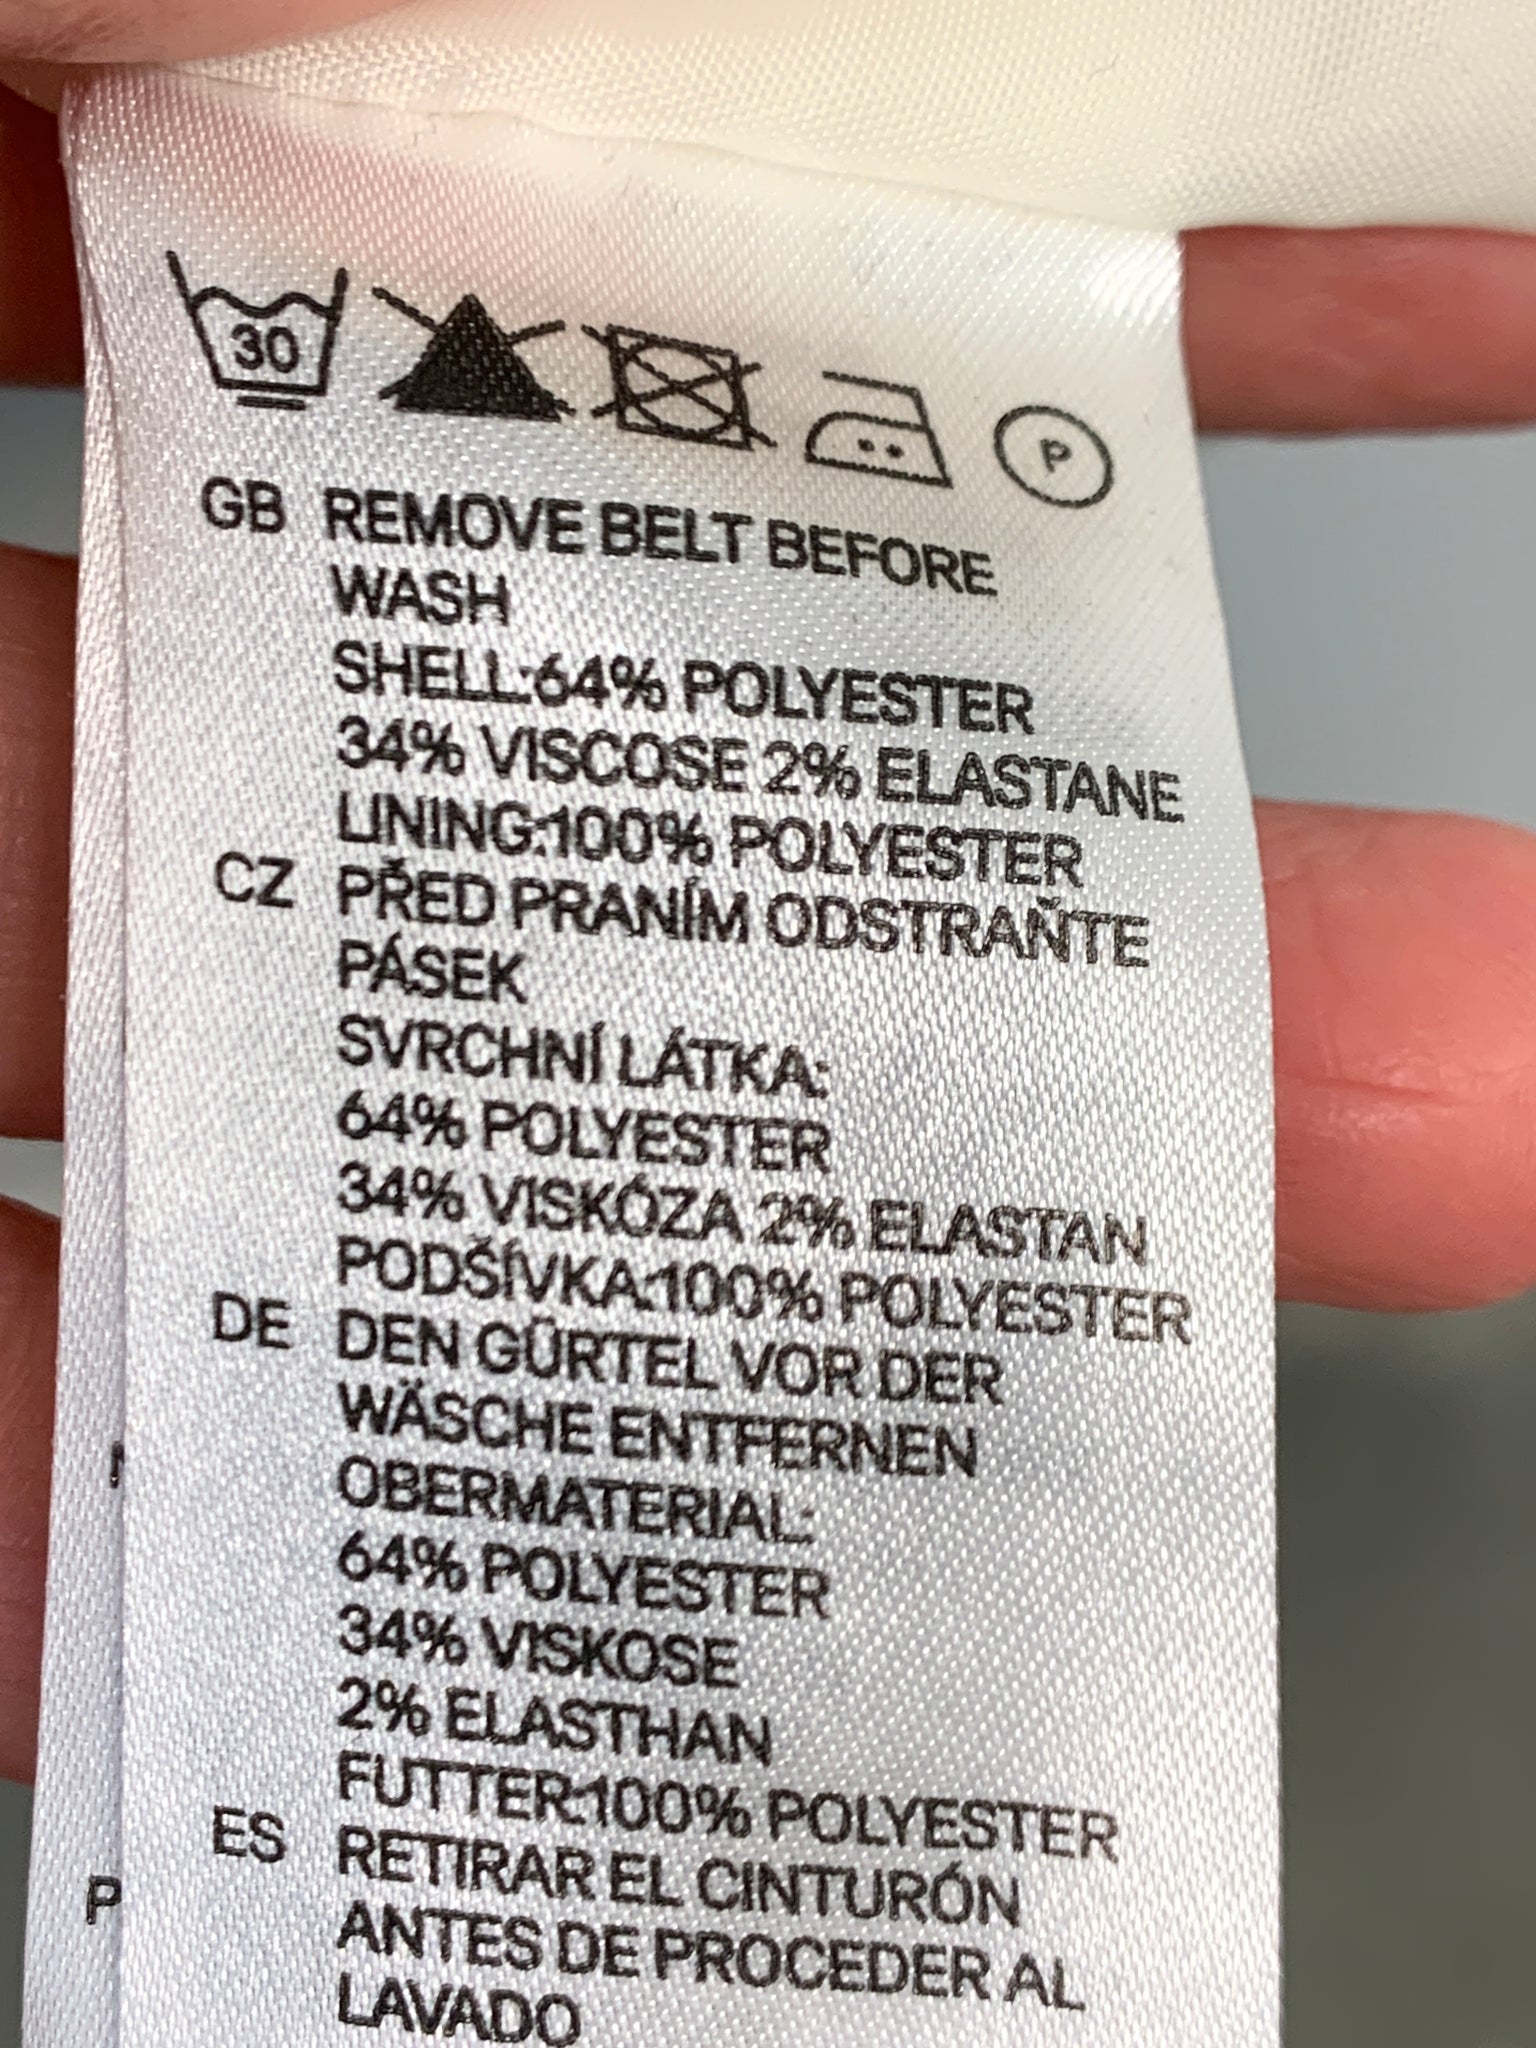 30
P
GB REMOVE BELT BEFORE
WASH
SHELL:64% POLYESTER
34% VISCOSE 2% ELASTANE
LINING:100% POLYESTER
CZ PŘED PRANÍM ODSTRAŇTE
PÁSEK
SVRCHNÍ LÁTKA:
64% POLYESTER
34% VISKÓZA 2% ELASTAN
PODŠÍVKA:100% POLYESTER
DE DEN GÜRTEL VOR DER
WÄSCHE ENTFERNEN
OBERMATERIAL:
64% POLYESTER
34% VISKOSE
2% ELASTHAN
FUTTER:100% POLYESTER
ES RETIRAR EL CINTURÓN
ANTES DE PROCEDER AL
LAVADO
P